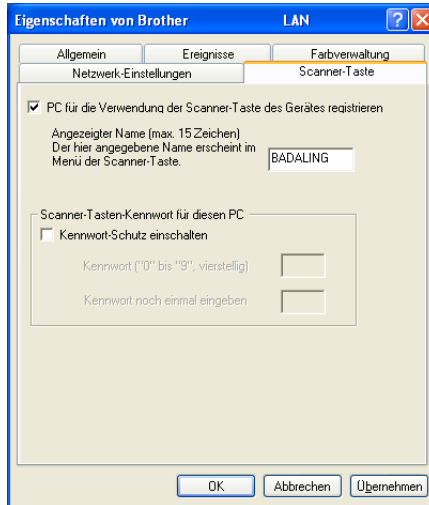 Eigenschaften von Brother LAN
Allgemein Ereignisse Farbverwaltung
Netzwerk-Einstellungen Scanner-Taste
PC für die Verwendung der Scanner-Taste des Gerätes registrieren
Angezeigter Name (max. 15 Zeichen)
Der hier angegebene Name erscheint im
Menü der Scanner-Taste.
BADALING
Scanner-Tasten-Kennwort für diesen PC
Kennwort-Schutz einschalten
Kennwort ("0" bis "9", vierstellig)
Kennwort noch einmal eingeben
OK Abbrechen Übernehmen